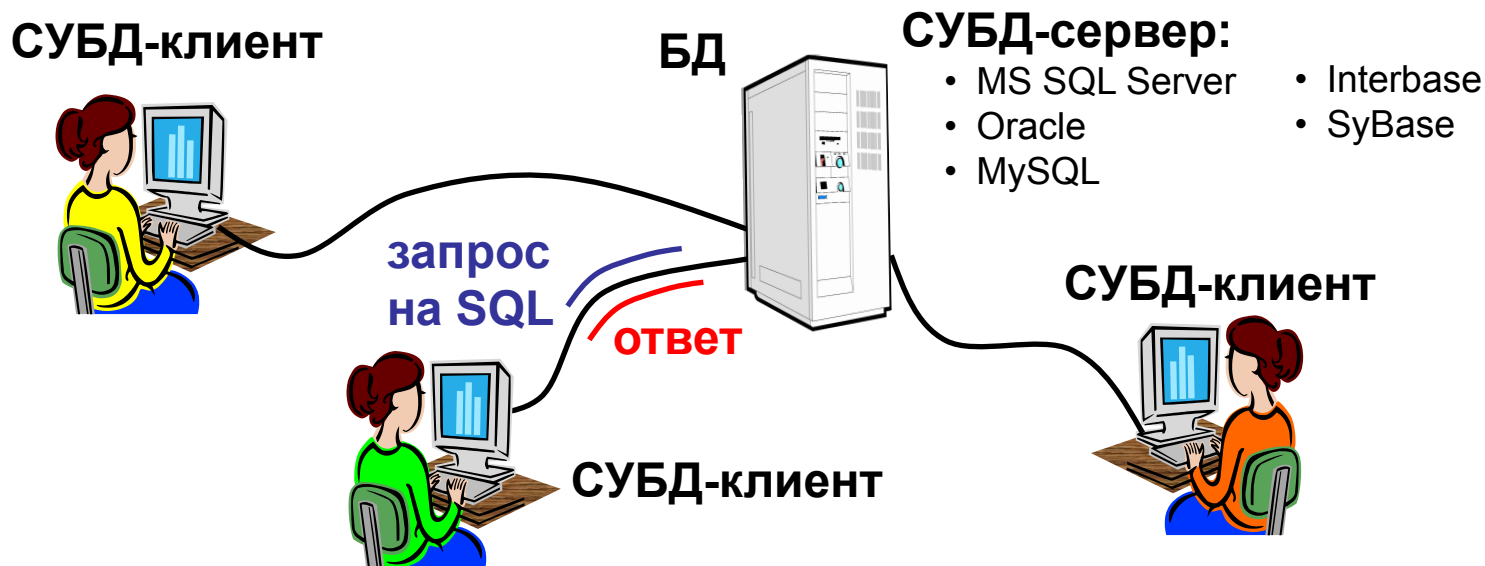 СУБД-клиент
БД
СУБД-сервер:
• MS SQL Server
• Oracle
• MySQL
• Interbase
• SyBase
запрос
на SQL
ответ
СУБД-клиент
СУБД-клиент